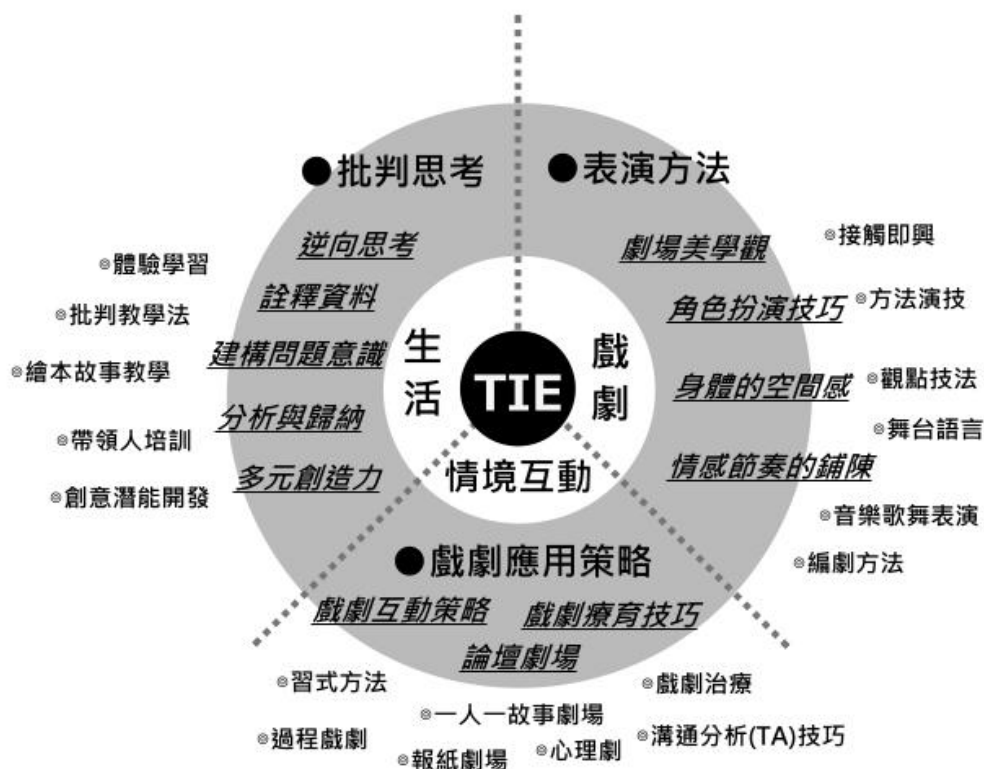 ●批判思考
逆向思考
詮釋資料
建構問題意識
分析與歸納
多元創造力
◎體驗學習
◎批判教學法
◎繪本故事教學
◎帶領人培訓
◎創意潛能開發
●表演方法
劇場美學觀
角色扮演技巧
身體的空間感
情感節奏的鋪陳
◎接觸即興
◎方法演技
◎觀點技法
◎舞台語言
◎音樂歌舞表演
◎編劇方法
生活
TIE
戲劇
情境互動
●戲劇應用策略
戲劇互動策略
戲劇療育技巧
論壇劇場
◎習式方法
◎戲劇治療
◎一人一故事劇場
◎過程戲劇
◎報紙劇場
◎心理劇
◎溝通分析(TA)技巧